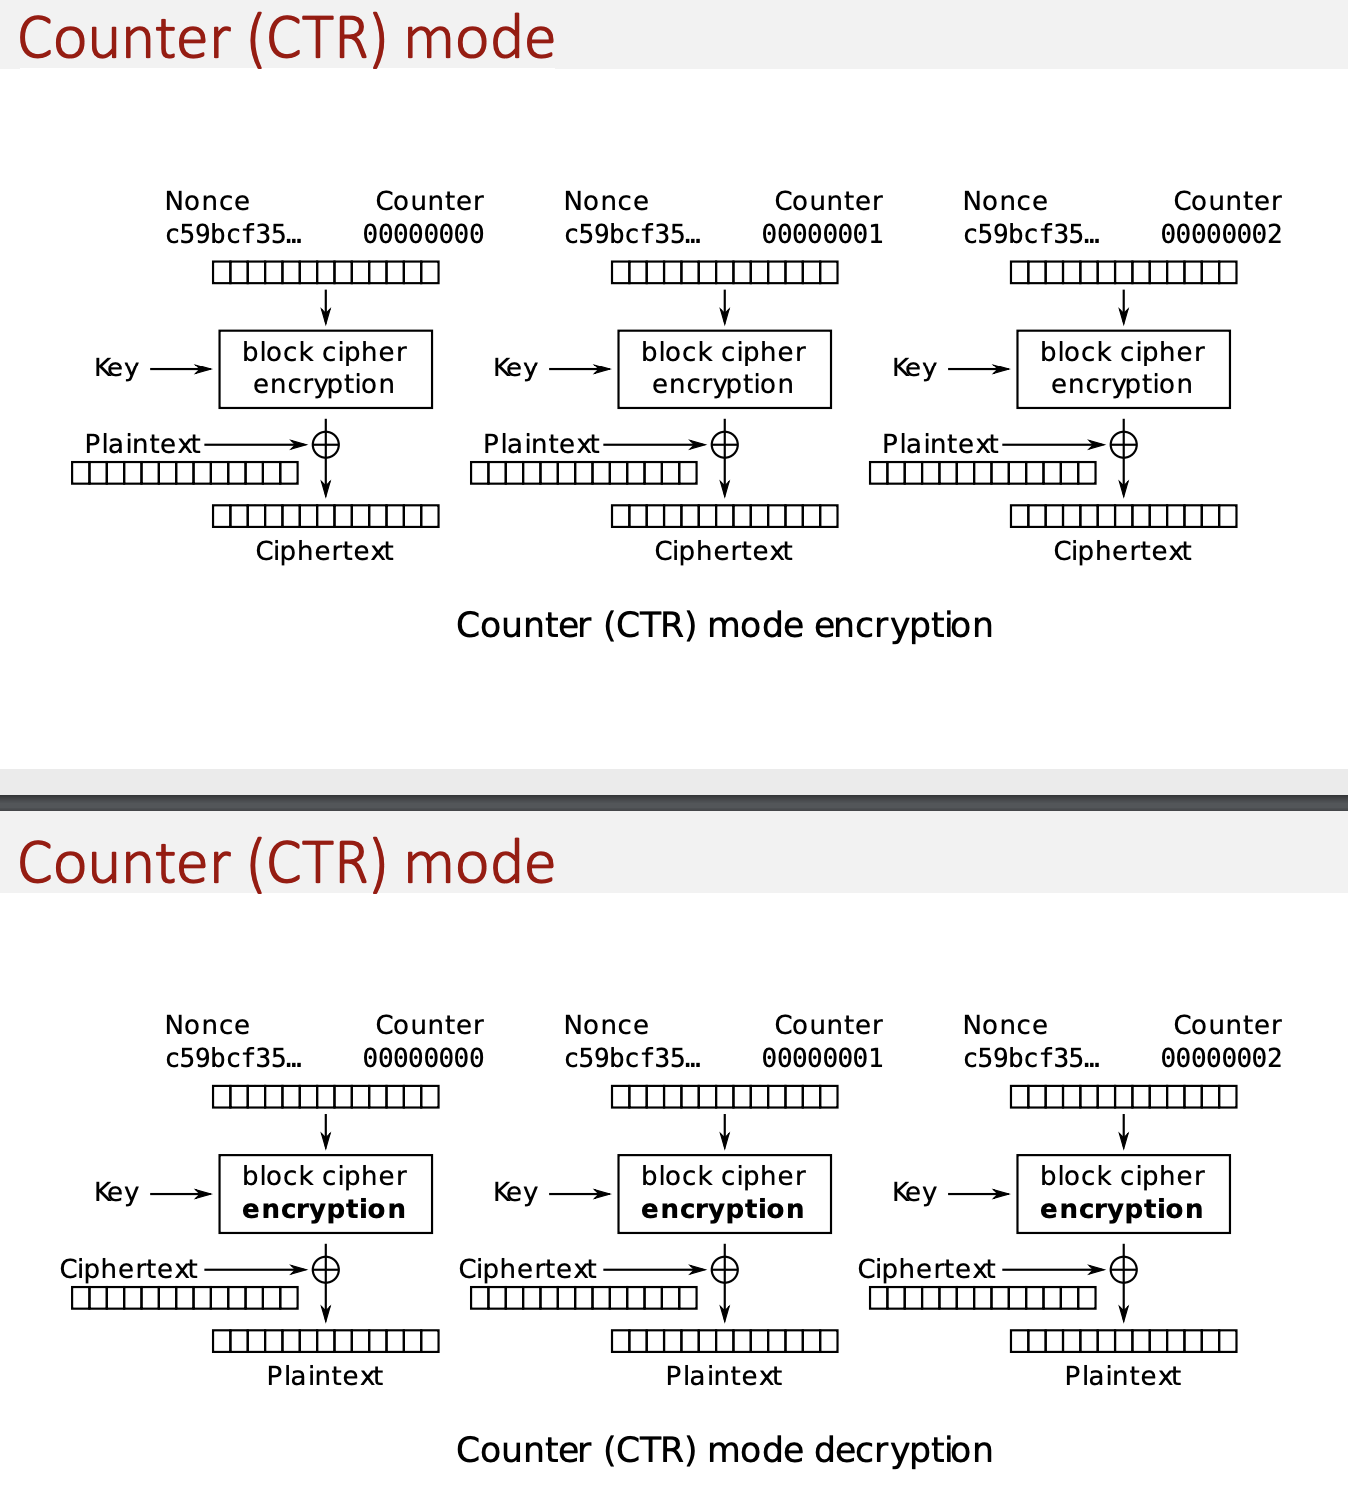 Counter (CTR) mode
Nonce Counter Nonce Counter Nonce Counter
c59bcf35… 00000000 c59bcf35… 00000001 c59bcf35… 00000002
block cipher block cipher block cipher
Key Key Key
encryption encryption encryption
Plaintext Plaintext Plaintext
Ciphertext Ciphertext Ciphertext
Counter (CTR) mode encryption
Counter (CTR) mode
Nonce Counter Nonce Counter Nonce Counter
c59bcf35… 00000000 c59bcf35… 00000001 c59bcf35… 00000002
block cipher block cipher block cipher
Key Key Key
encryption encryption encryption
Ciphertext Ciphertext Ciphertext
Plaintext Plaintext Plaintext
Counter (CTR) mode decryption